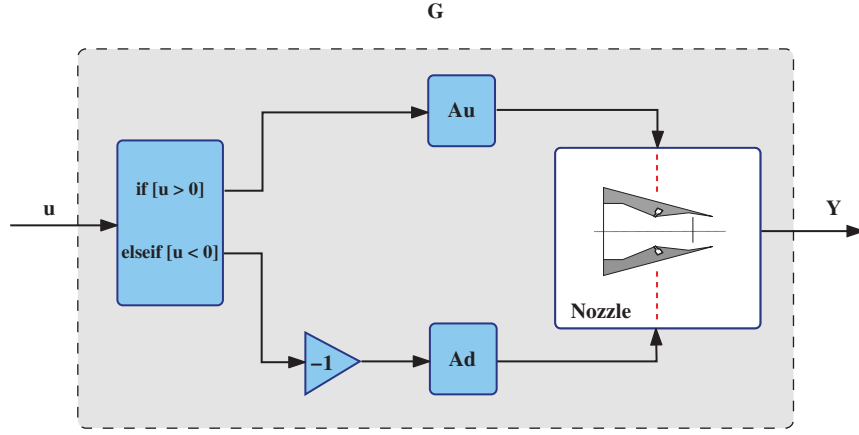 G
Au
if [u > 0]
u
elseif [u < 0]
Y
Nozzle
−1
Ad